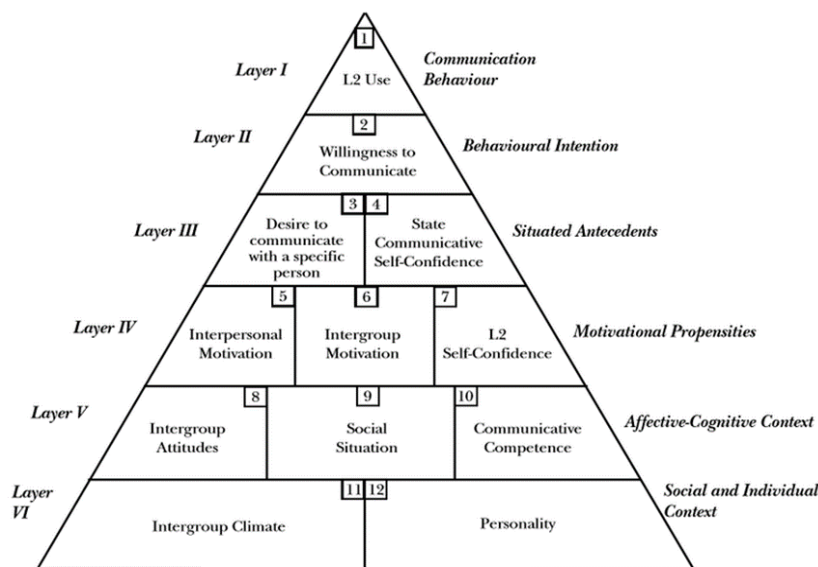 1
Layer I
L2 Use
Communication
Behaviour
2
Layer II
Willingness to
Communicate
Behavioural Intention
3
4
Layer III
Desire to
communicate
with a specific
person
State
Communicative
Self-Confidence
Situated Antecedents
5
6
7
Layer IV
Interpersonal
Motivation
Intergroup
Motivation
L2
Self-Confidence
Motivational Propensities
8
9
10
Layer V
Intergroup
Attitudes
Social
Situation
Communicative
Competence
Affective-Cognitive Context
11
12
Layer
VI
Intergroup Climate
Personality
Social and Individual
Context